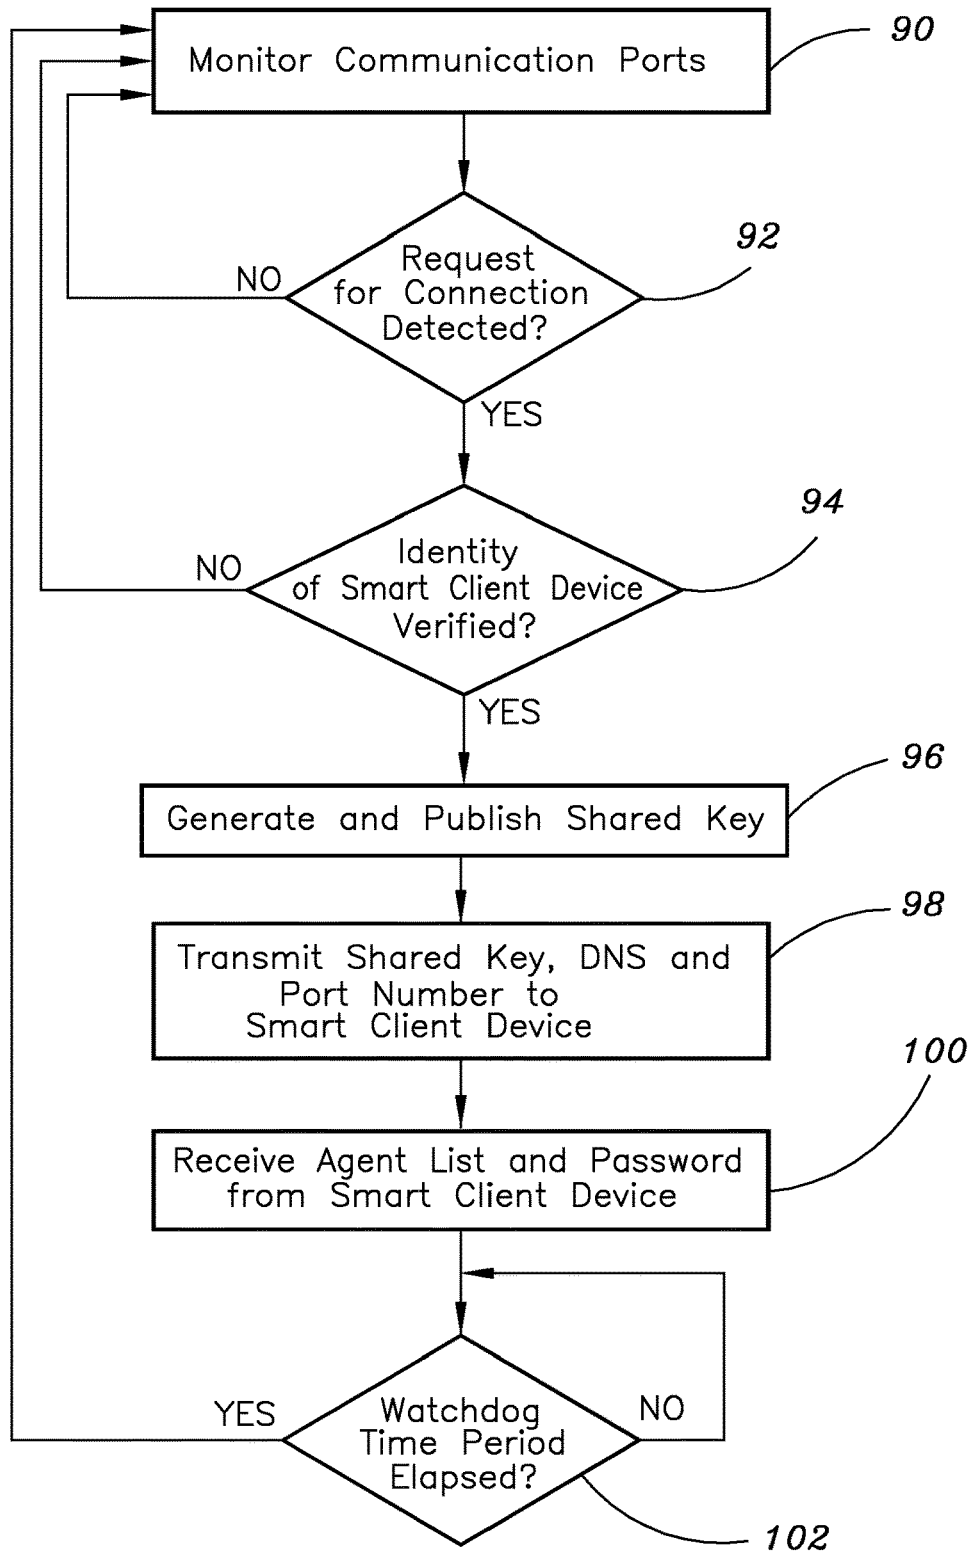 Monitor Communication Ports
90
Request
for Connection
Detected?
92
NO
YES
Identity
of Smart Client Device
Verified?
94
NO
YES
Generate and Publish Shared Key
96
Transmit Shared Key, DNS and
Port Number to
Smart Client Device
98
Receive Agent List and Password
from Smart Client Device
100
Watchdog
Time Period
Elapsed?
YES
NO
102